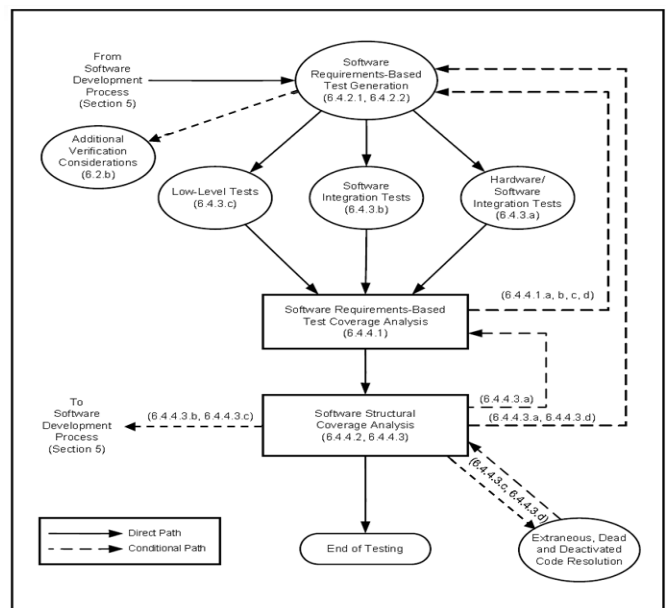 From
Software
Development
Process
(Section 5)
Software
Requirements-Based
Test Generation
(6.4.2.1, 6.4.2.2)
Additional
Verification
Considerations
(6.2.b)
Low-Level Tests
(6.4.3.c)
Software
Integration Tests
(6.4.3.b)
Hardware/
Software
Integration Tests
(6.4.3.a)
(6.4.4.1.a, b, c, d)
Software Requirements-Based
Test Coverage Analysis
(6.4.4.1)
To
Software
Development
Process
(Section 5)
(6.4.4.3.b, 6.4.4.3.c)
Software Structural
Coverage Analysis
(6.4.4.2, 6.4.4.3)
(6.4.4.3.a)
(6.4.4.3.a, 6.4.4.3.d)
(6.4.4.3.c, 6.4.4.3.d)
Direct Path
Conditional Path
End of Testing
Extraneous, Dead
and Deactivated
Code Resolution